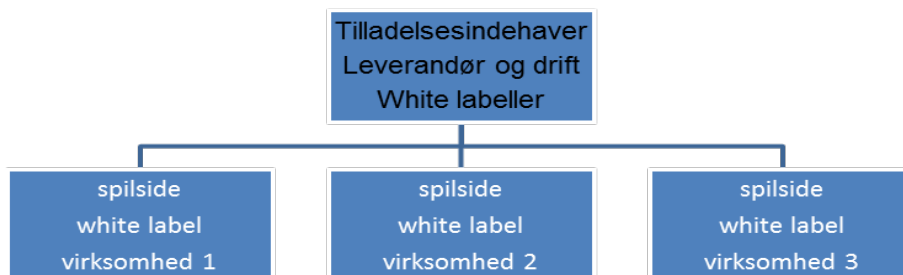 Tilladelsesindehaver
Leverandør og drift
White labeller
spilside
white label
virksomhed 1
spilside
white label
virksomhed 2
spilside
white label
virksomhed 3